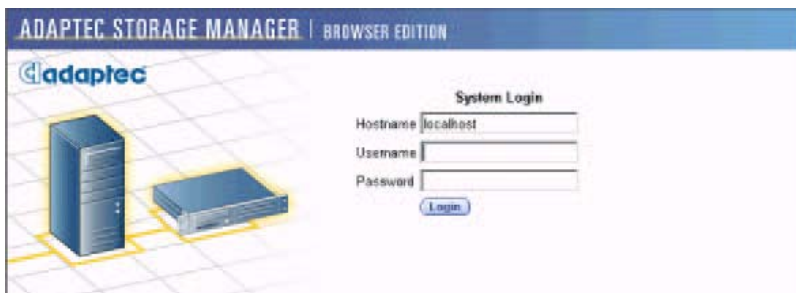 ADAPTEC STORAGE MANAGER | BROWSER EDITION
adaptec
System Login
Hostname localhost
Username
Password
Login